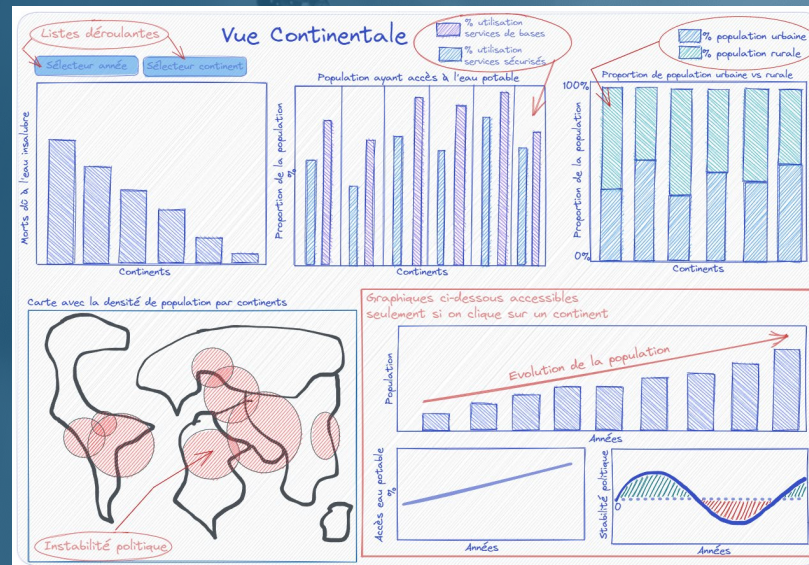 Listes déroulantes
Vue Continentale
% utilisation
services de bases
% utilisation
services sécurisés
% population urbaine
% population rurale
Sélecteur année
Sélecteur continent
Population ayant accès à l'eau potable
Proportion de population urbaine vs rurale
Morts dû à l'eau insalubre
Continents
Proportion de la population
%
Continents
100%
Proportion de la population
0%
Continents
Carte avec la densité de population par continents
Instabilité politique
Graphiques ci-dessous accessibles
seulement si on clique sur un continent
Population
Evolution de la population
Années
Accès eau potable
%
Années
Stabilité politique
0
Années